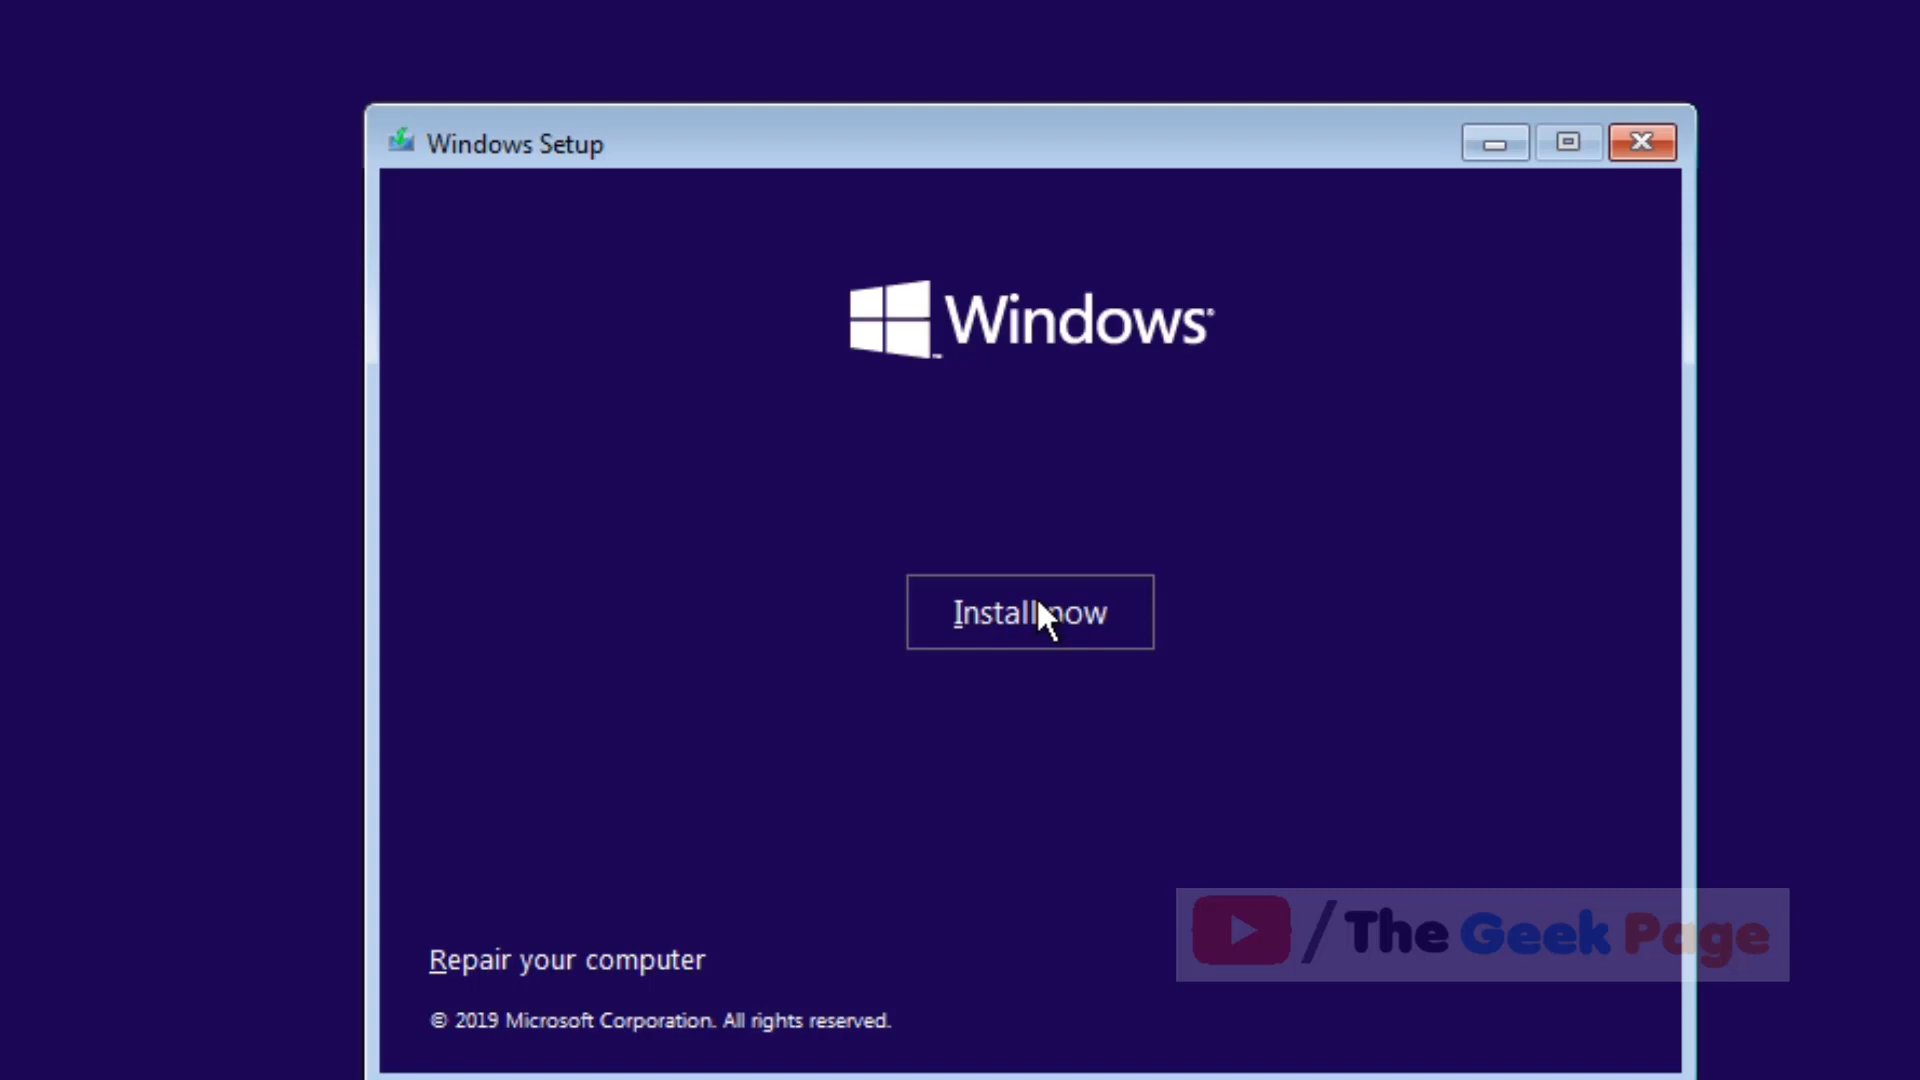 Windows Setup
Windows®
Install now
Repair your computer
© 2019 Microsoft Corporation. All rights reserved.
/The Geek Page